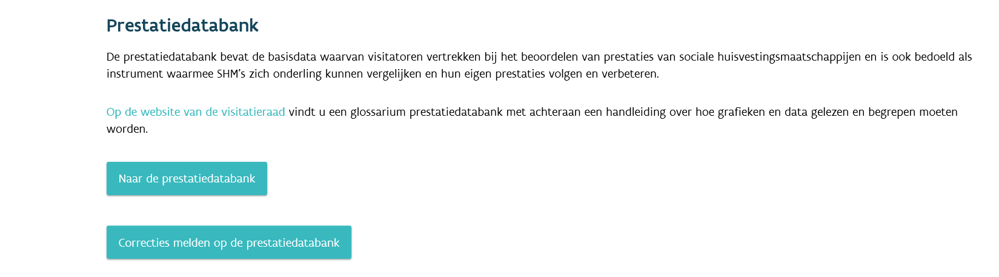 Prestatiedatabank
De prestatiedatabank bevat de basisdata waarvan visitatoren vertrekken bij het beoordelen van prestaties van sociale huisvestingsmaatschappijen en is ook bedoeld als
instrument waarmee SHM's zich onderling kunnen vergelijken en hun eigen prestaties volgen en verbeteren.
Op de website van de visitatieraad vindt u een glossarium prestatiedatabank met achteraan een handleiding over hoe grafieken en data gelezen en begrepen moeten
worden.
Naar de prestatiedatabank
Correcties melden op de prestatiedatabank